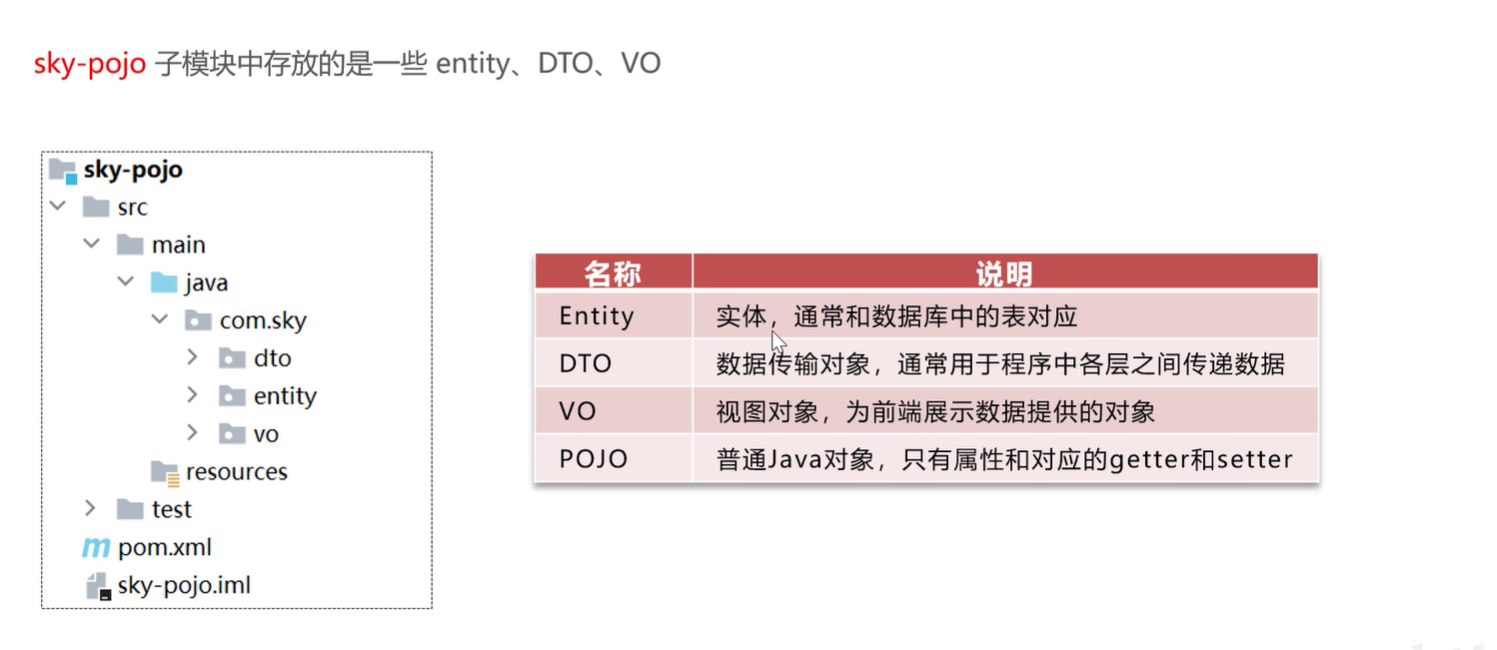 sky-pojo 子模块中存放的是一些 entity、DTO、VO
sky-pojo
src
main
java
com.sky
dto
entity
vo
resources
test
pom.xml
sky-pojo.iml
名称 说明
Entity 实体，通常和数据库中的表对应
DTO 数据传输对象，通常用于程序中各层之间传递数据
VO 视图对象，为前端展示数据提供的对象
POJO 普通Java对象，只有属性和对应的getter和setter